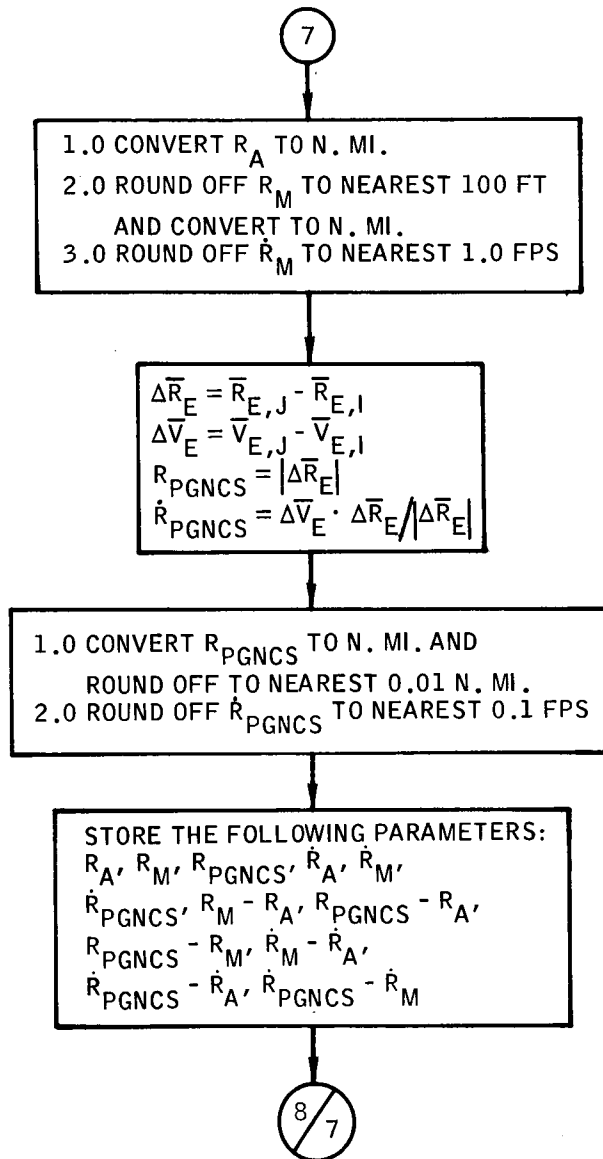 7
1.0 CONVERT R_A TO N. MI.
2.0 ROUND OFF R_M TO NEAREST 100 FT
AND CONVERT TO N. MI.
3.0 ROUND OFF Ṙ_M TO NEAREST 1.0 FPS
ΔR̅_E = R̅_E,J - R̅_E,I
ΔV̅_E = V̅_E,J - V̅_E,I
R_PGNCS = |ΔR̅_E|
Ṙ_PGNCS = ΔV̅_E · ΔR̅_E/|ΔR̅_E|
1.0 CONVERT R_PGNCS TO N. MI. AND
ROUND OFF TO NEAREST 0.01 N. MI.
2.0 ROUND OFF Ṙ_PGNCS TO NEAREST 0.1 FPS
STORE THE FOLLOWING PARAMETERS:
R_A, R_M, R_PGNCS, Ṙ_A, Ṙ_M,
Ṙ_PGNCS, R_M - R_A, R_PGNCS - R_A,
R_PGNCS - R_M, Ṙ_M - Ṙ_A,
Ṙ_PGNCS - Ṙ_A, Ṙ_PGNCS - Ṙ_M
8/7